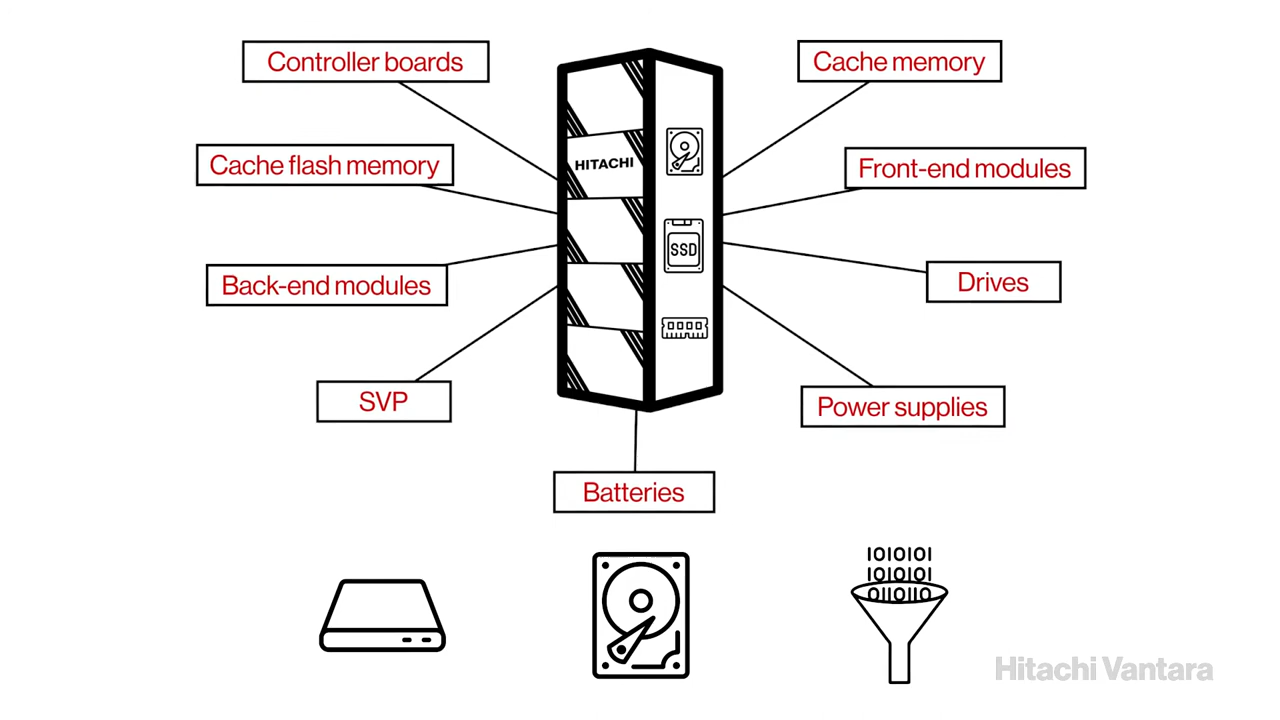 Controller boards
Cache memory
Cache flash memory
HITACHI
Front-end modules
SSD
Back-end modules
Drives
SVP
Power supplies
Batteries
IOIOIOI
IOIOIOI
OIIOIIO
Hitachi Vantara